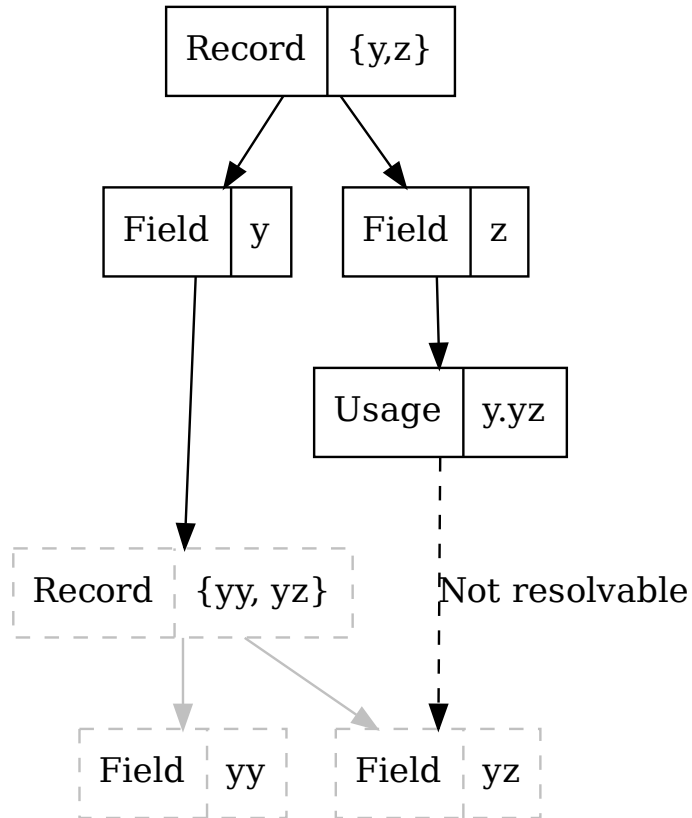 Record {y,z}
Field y
Field z
Usage y.yz
Record {yy, yz}
Not resolvable
Field yy
Field yz